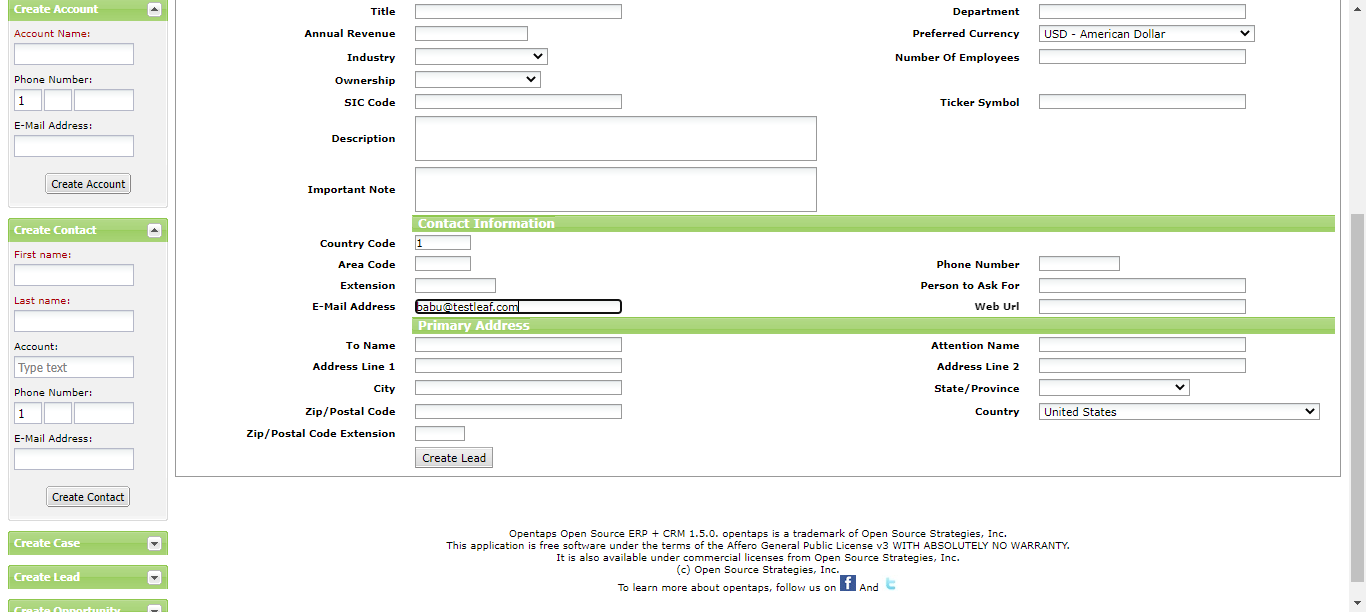 Create Account
Account Name:
Phone Number:
1
E-Mail Address:
Create Account
Create Contact
First name:
Last name:
Account:
Type text
Phone Number:
1
E-Mail Address:
Create Contact
Create Case
Create Lead
Create Opportunity
Title
Department
Annual Revenue
Preferred Currency USD - American Dollar
Industry
Number Of Employees
Ownership
SIC Code
Ticker Symbol
Description
Important Note
Contact Information
Country Code 1
Area Code
Phone Number
Extension
Person to Ask For
E-Mail Address babu@testleaf.com
Web Url
Primary Address
To Name
Attention Name
Address Line 1
Address Line 2
City
State/Province
Zip/Postal Code
Country United States
Zip/Postal Code Extension
Create Lead
Opentaps Open Source ERP + CRM 1.5.0. opentaps is a trademark of Open Source Strategies, Inc.
This application is free software under the terms of the Affero General Public License v3 WITH ABSOLUTELY NO WARRANTY.
It is also available under commercial licenses from Open Source Strategies, Inc.
(c) Open Source Strategies, Inc.
To learn more about opentaps, follow us on f And t